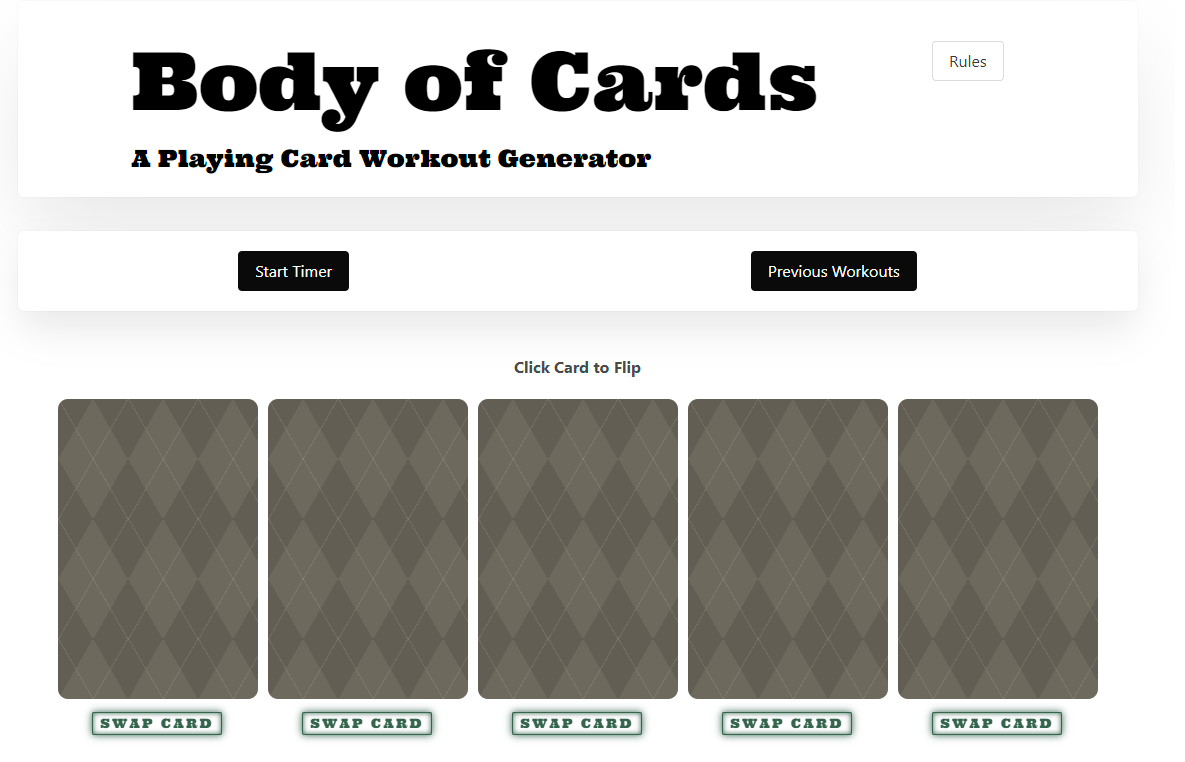 Body of Cards
Rules
A Playing Card Workout Generator
Start Timer
Previous Workouts
Click Card to Flip
SWAP CARD
SWAP CARD
SWAP CARD
SWAP CARD
SWAP CARD